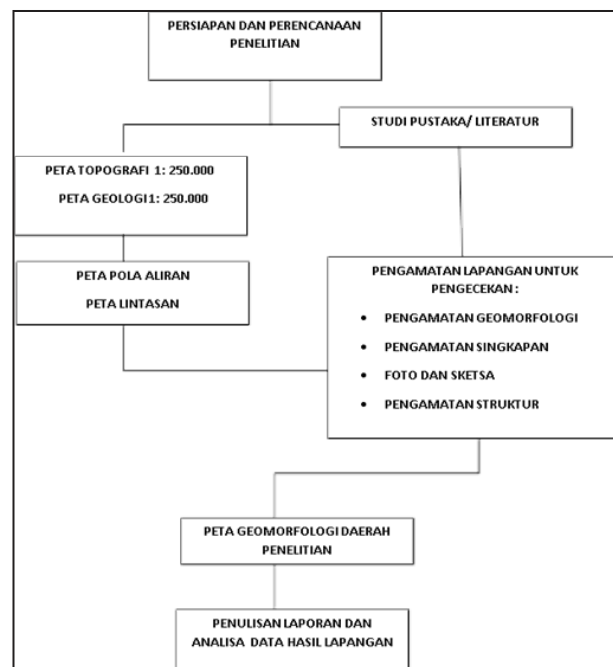 PERSIAPAN DAN PERENCANAAN
PENELITIAN
STUDI PUSTAKA/ LITERATUR
PETA TOPOGRAFI 1: 250.000
PETA GEOLOGI 1: 250.000
PETA POLA ALIRAN
PETA LINTASAN
PENGAMATAN LAPANGAN UNTUK
PENGECEKAN :
• PENGAMATAN GEOMORFOLOGI
• PENGAMATAN SINGKAPAN
• FOTO DAN SKETSA
• PENGAMATAN STRUKTUR
PETA GEOMORFOLOGI DAERAH
PENELITIAN
PENULISAN LAPORAN DAN
ANALISA DATA HASIL LAPANGAN